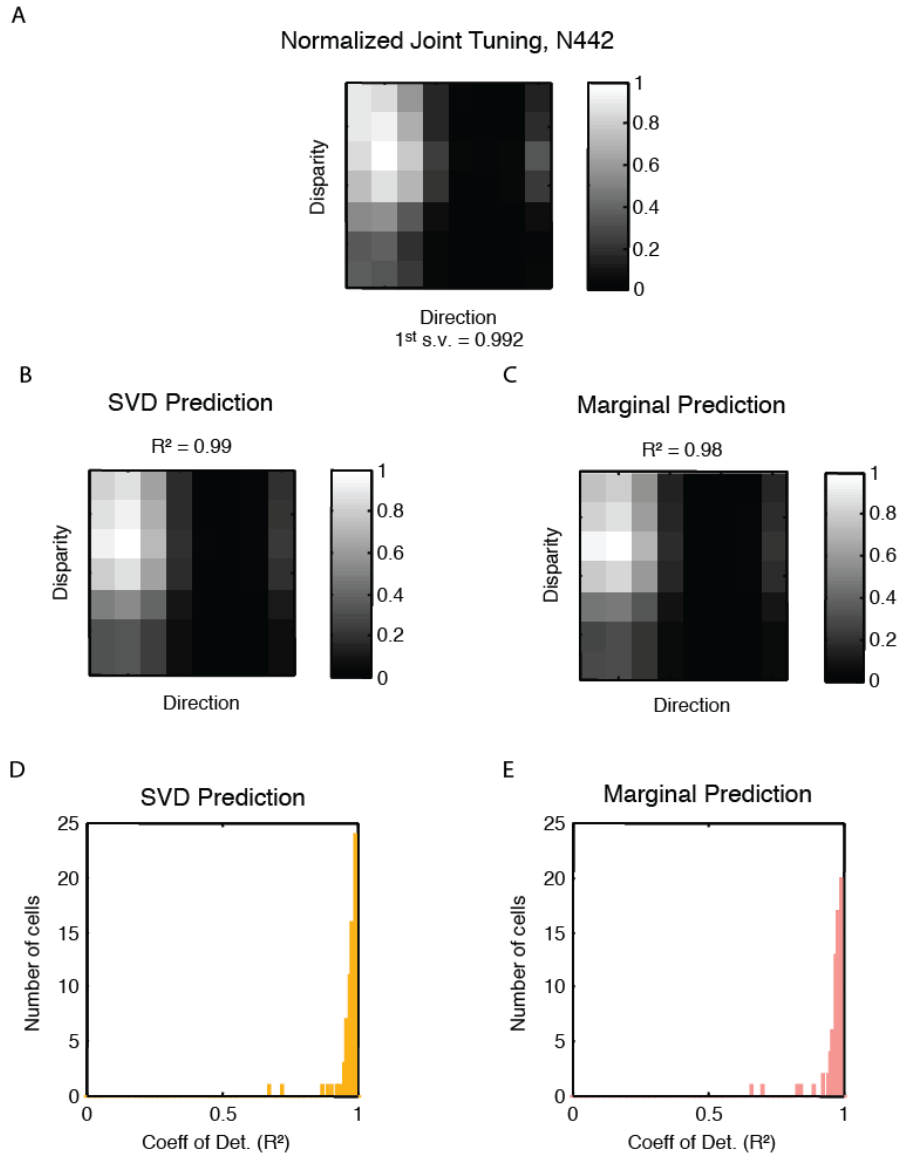 A
Normalized Joint Tuning, N442
Disparity
1
0.8
0.6
0.4
0.2
0
Direction
1st s.v. = 0.992
B
SVD Prediction
R² = 0.99
Disparity
1
0.8
0.6
0.4
0.2
0
Direction
C
Marginal Prediction
R² = 0.98
Disparity
1
0.8
0.6
0.4
0.2
0
Direction
D
SVD Prediction
Number of cells
25
20
15
10
5
0
0 0.5 1
Coeff of Det. (R²)
E
Marginal Prediction
Number of cells
25
20
15
10
5
0
0 0.5 1
Coeff of Det. (R²)